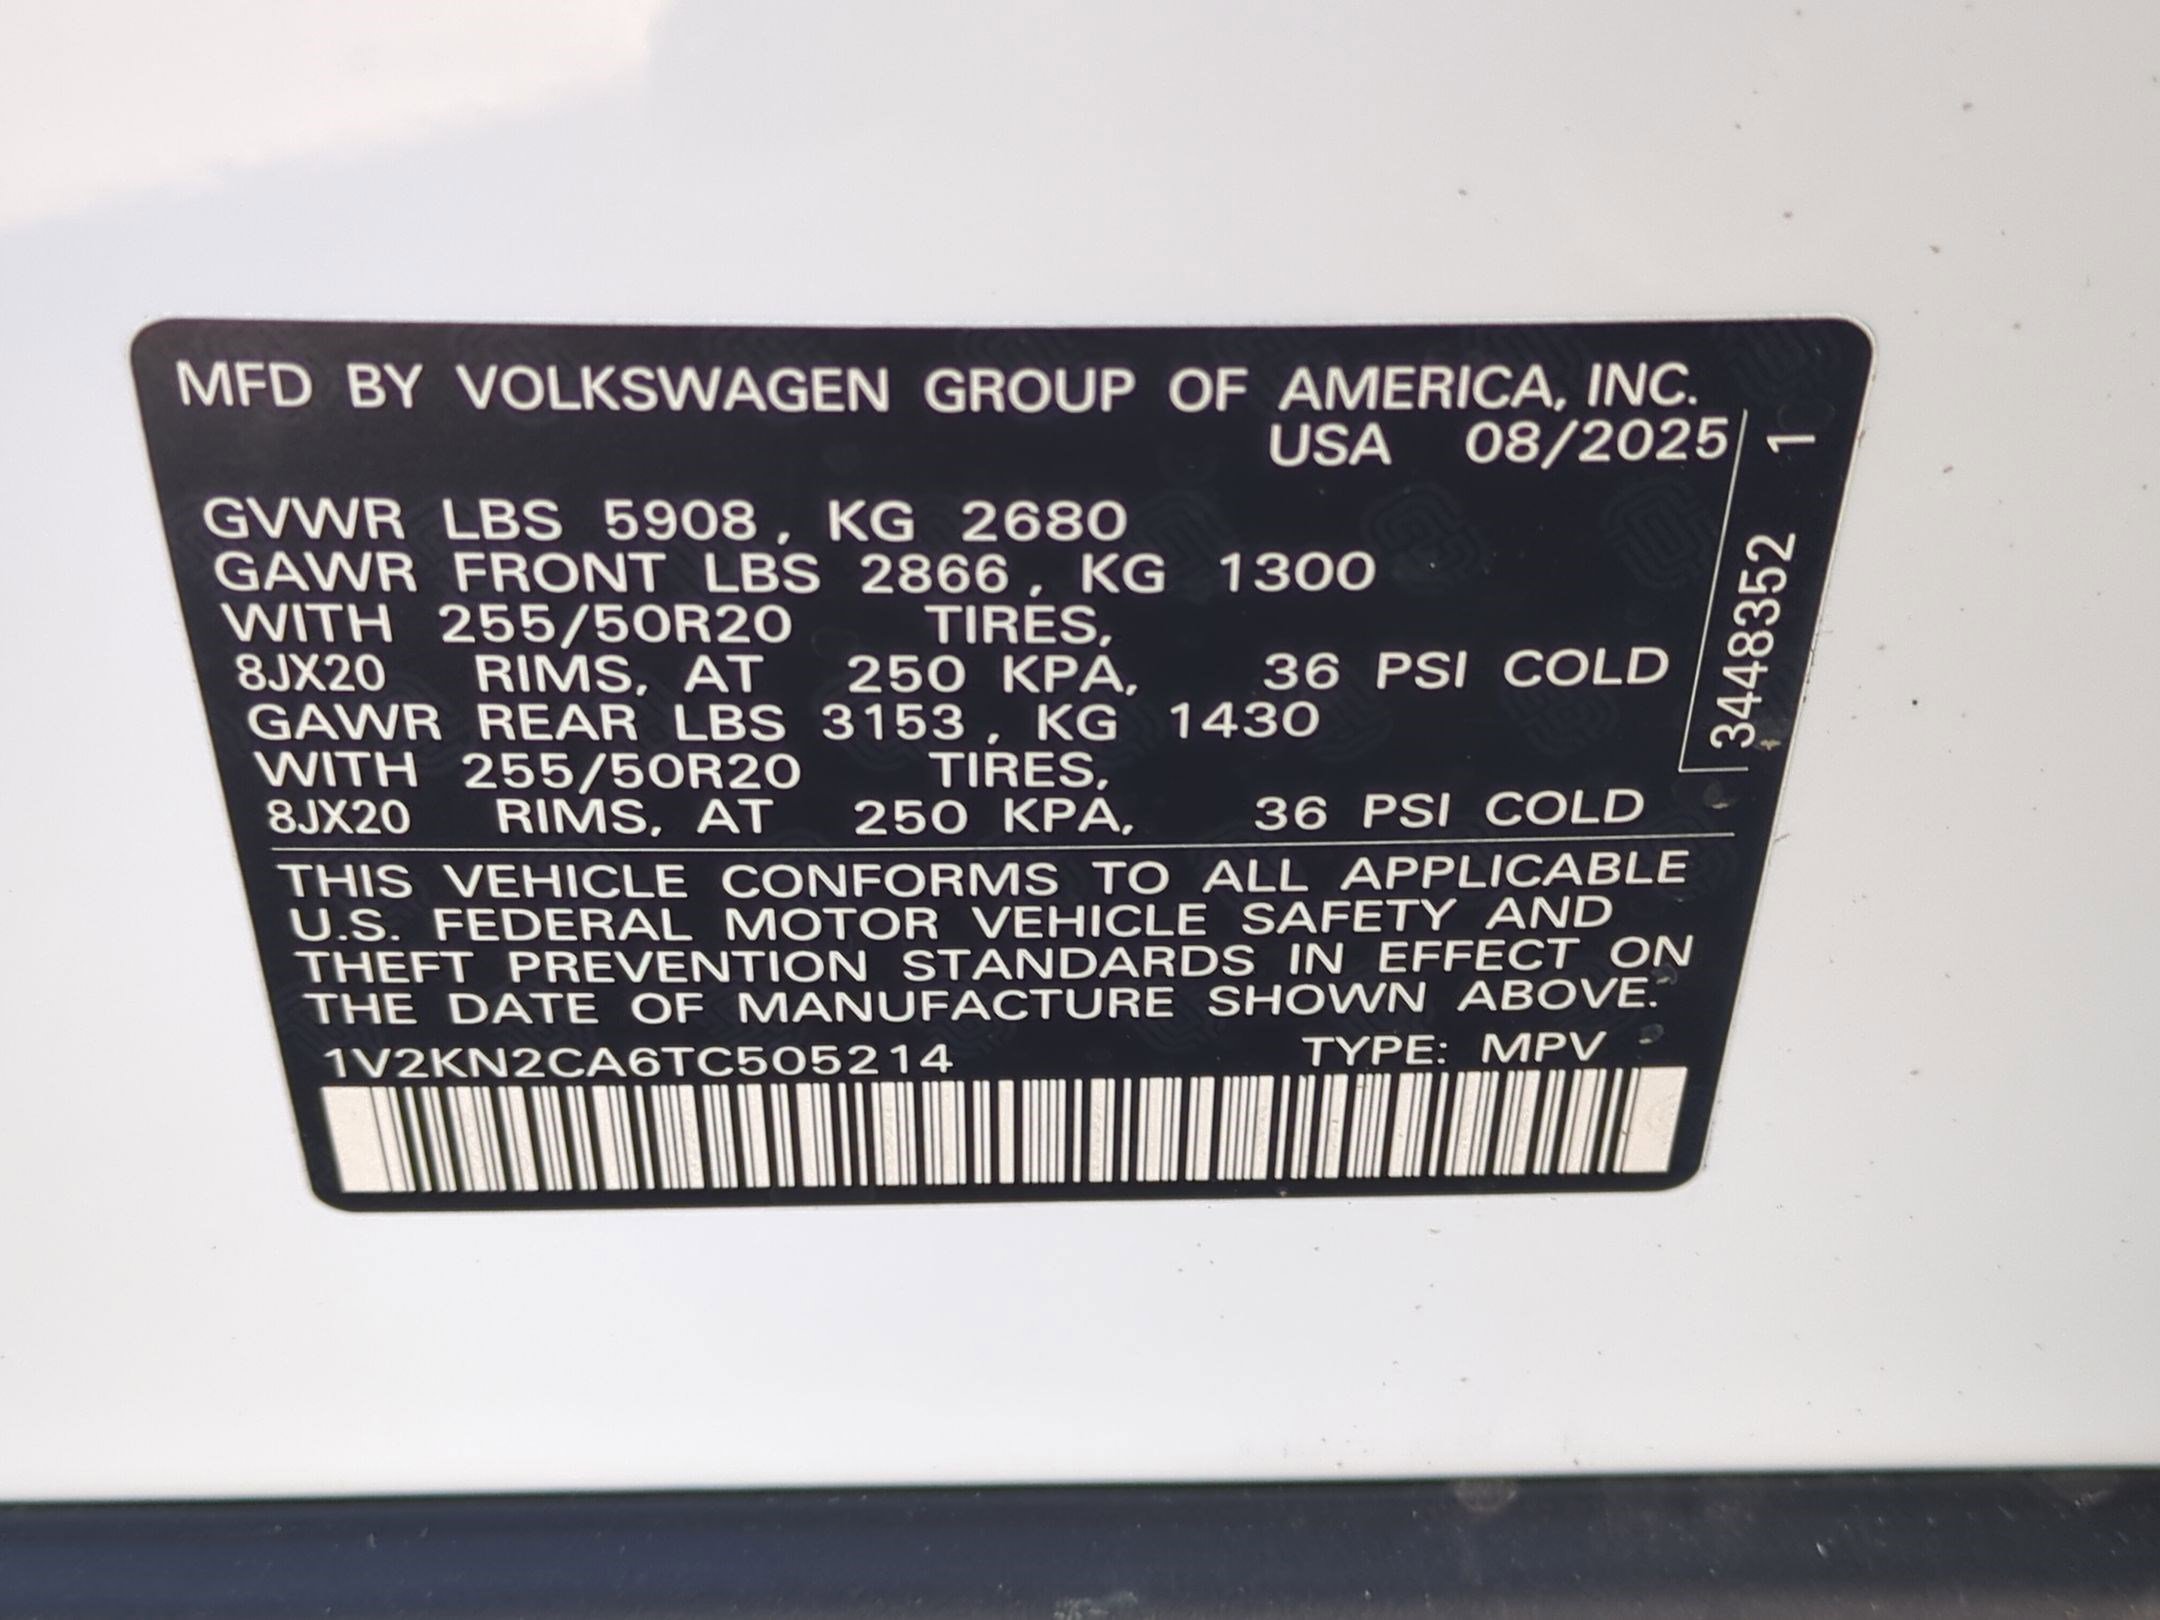 MFD BY VOLKSWAGEN GROUP OF AMERICA, INC.
USA 08/2025
GVWR LBS 5908, KG 2680
GAWR FRONT LBS 2866, KG 1300
WITH 255/50R20 TIRES,
8JX20 RIMS, AT 250 KPA, 36 PSI COLD
GAWR REAR LBS 3153, KG 1430
WITH 255/50R20 TIRES,
8JX20 RIMS, AT 250 KPA, 36 PSI COLD
THIS VEHICLE CONFORMS TO ALL APPLICABLE
U.S. FEDERAL MOTOR VEHICLE SAFETY AND
THEFT PREVENTION STANDARDS IN EFFECT ON
THE DATE OF MANUFACTURE SHOWN ABOVE.
1V2KN2CA6TC505214 TYPE: MPV
3448352 1